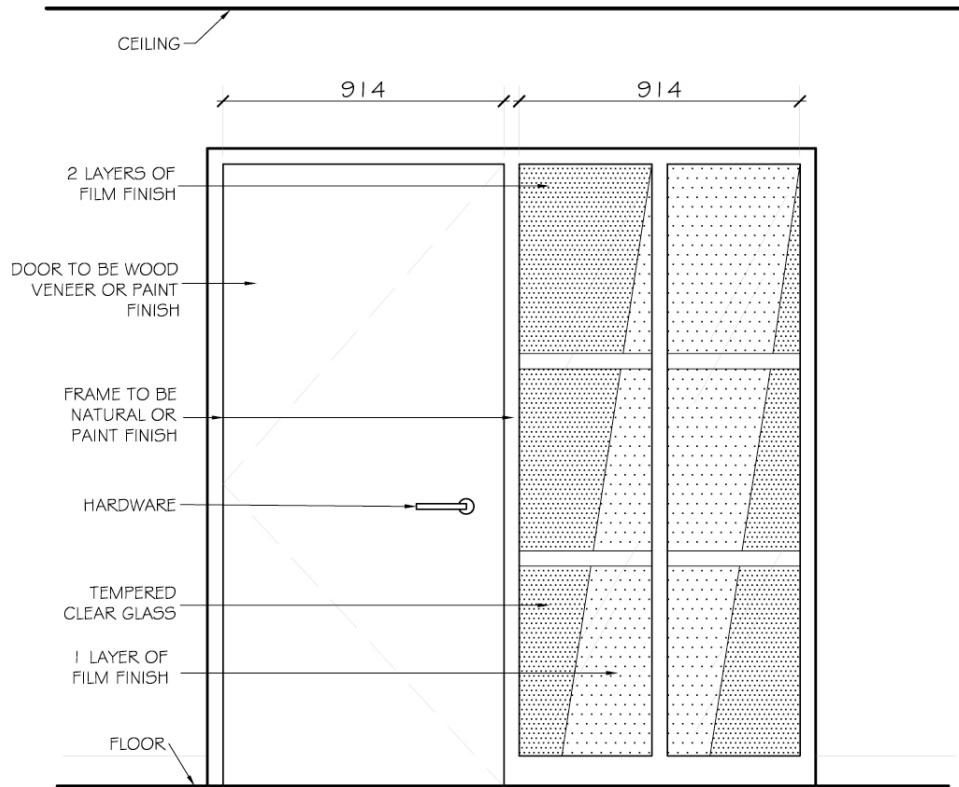 CEILING
914
914
2 LAYERS OF
FILM FINISH
DOOR TO BE WOOD
VENEER OR PAINT
FINISH
FRAME TO BE
NATURAL OR
PAINT FINISH
HARDWARE
TEMPERED
CLEAR GLASS
1 LAYER OF
FILM FINISH
FLOOR